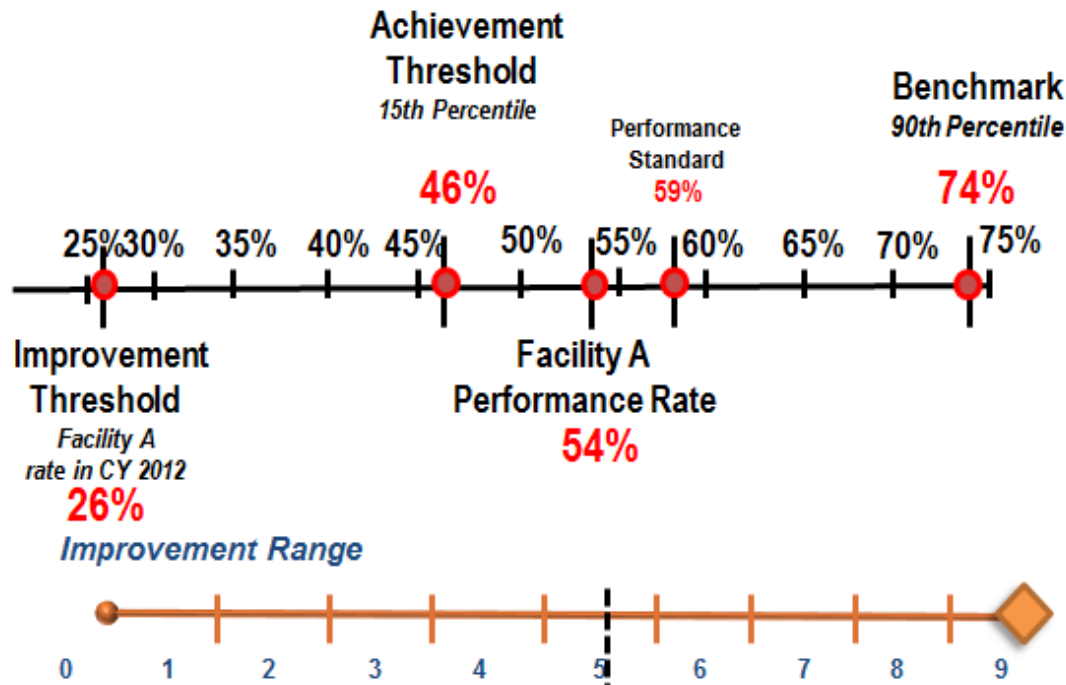 Achievement
Threshold
15th Percentile
46%
Performance
Standard
59%
Benchmark
90th Percentile
74%
25% 30% 35% 40% 45% 50% 55% 60% 65% 70% 75%
Improvement
Threshold
Facility A
rate in CY 2012
26%
Facility A
Performance Rate
54%
Improvement Range
0 1 2 3 4 5 6 7 8 9